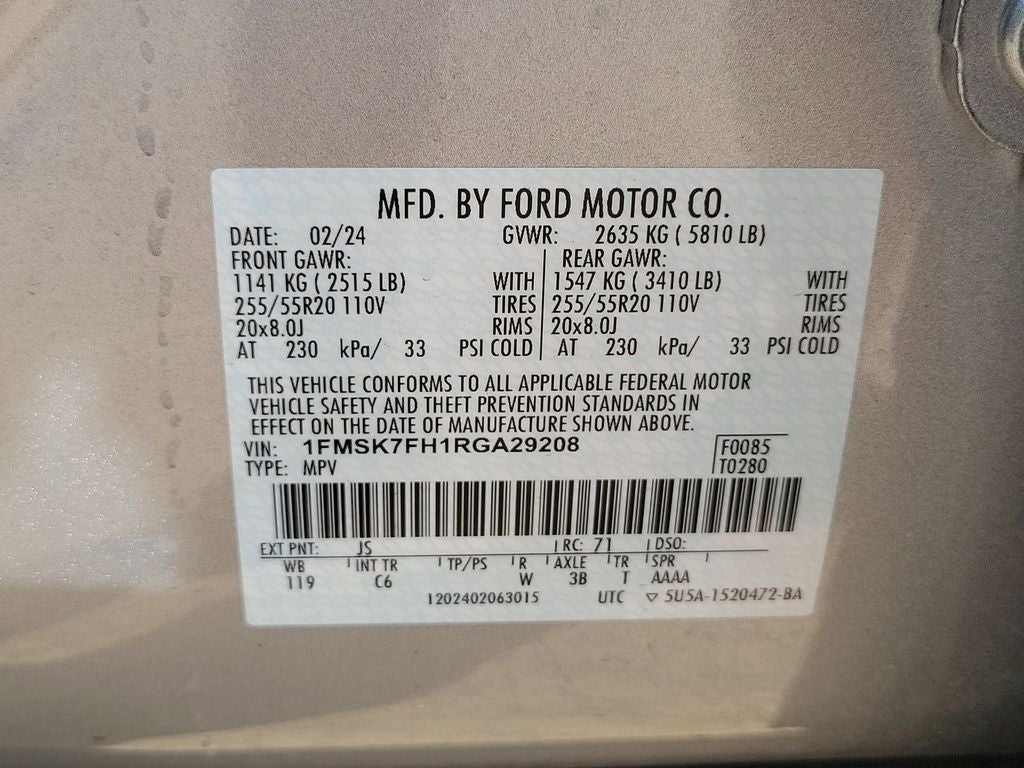 MFD. BY FORD MOTOR CO.
DATE: 02/24 GVWR: 2635 KG ( 5810 LB)
FRONT GAWR: REAR GAWR:
1141 KG ( 2515 LB) WITH 1547 KG ( 3410 LB) WITH
255/55R20 110V TIRES 255/55R20 110V TIRES
20x8.0J RIMS 20x8.0J RIMS
AT 230 kPa/ 33 PSI COLD AT 230 kPa/ 33 PSI COLD
THIS VEHICLE CONFORMS TO ALL APPLICABLE FEDERAL MOTOR
VEHICLE SAFETY AND THEFT PREVENTION STANDARDS IN
EFFECT ON THE DATE OF MANUFACTURE SHOWN ABOVE.
VIN: 1FMSK7FH1RGA29208 F0085
TYPE: MPV T0280
EXT PNT: JS RC: 71 DSO:
WB INT TR TP/PS R AXLE TR SPR
119 C6 W 3B T AAAA
1202402063015 UTC ▽ 5U5A-1520472-BA